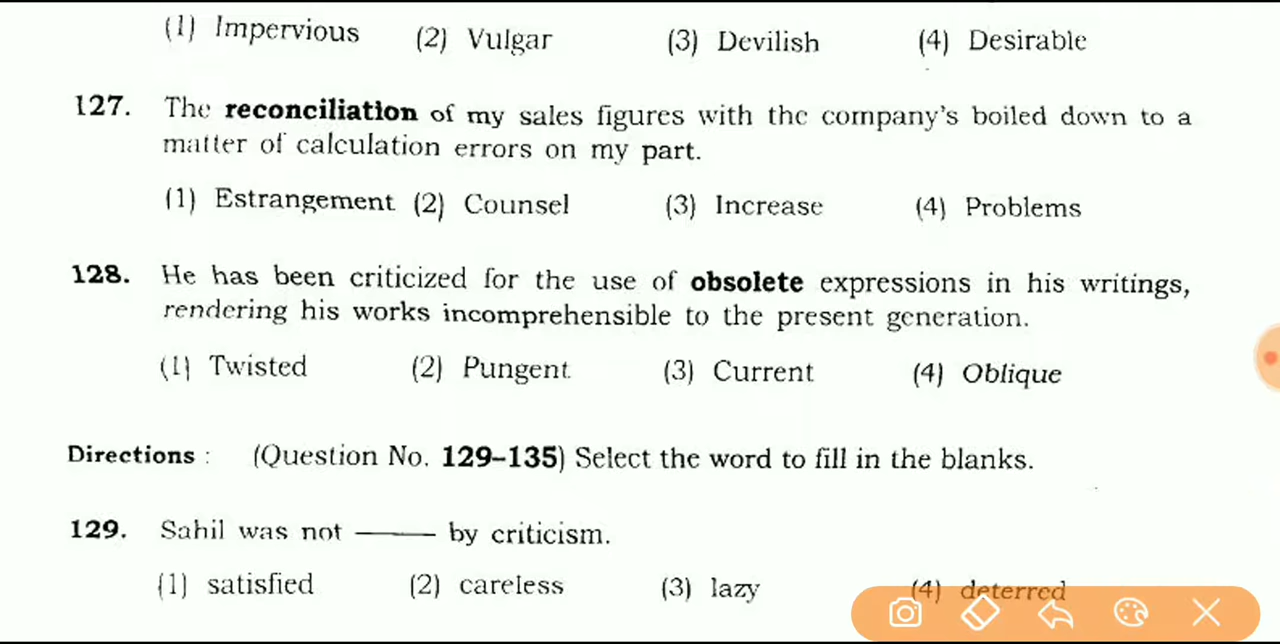 (1) Impervious (2) Vulgar (3) Devilish (4) Desirable
127. The reconciliation of my sales figures with the company's boiled down to a
matter of calculation errors on my part.
(1) Estrangement (2) Counsel (3) Increase (4) Problems
128. He has been criticized for the use of obsolete expressions in his writings,
rendering his works incomprehensible to the present generation.
(1) Twisted (2) Pungent (3) Current (4) Oblique
Directions : (Question No. 129–135) Select the word to fill in the blanks.
129. Sahil was not —— by criticism.
(1) satisfied (2) careless (3) lazy (4) deterred